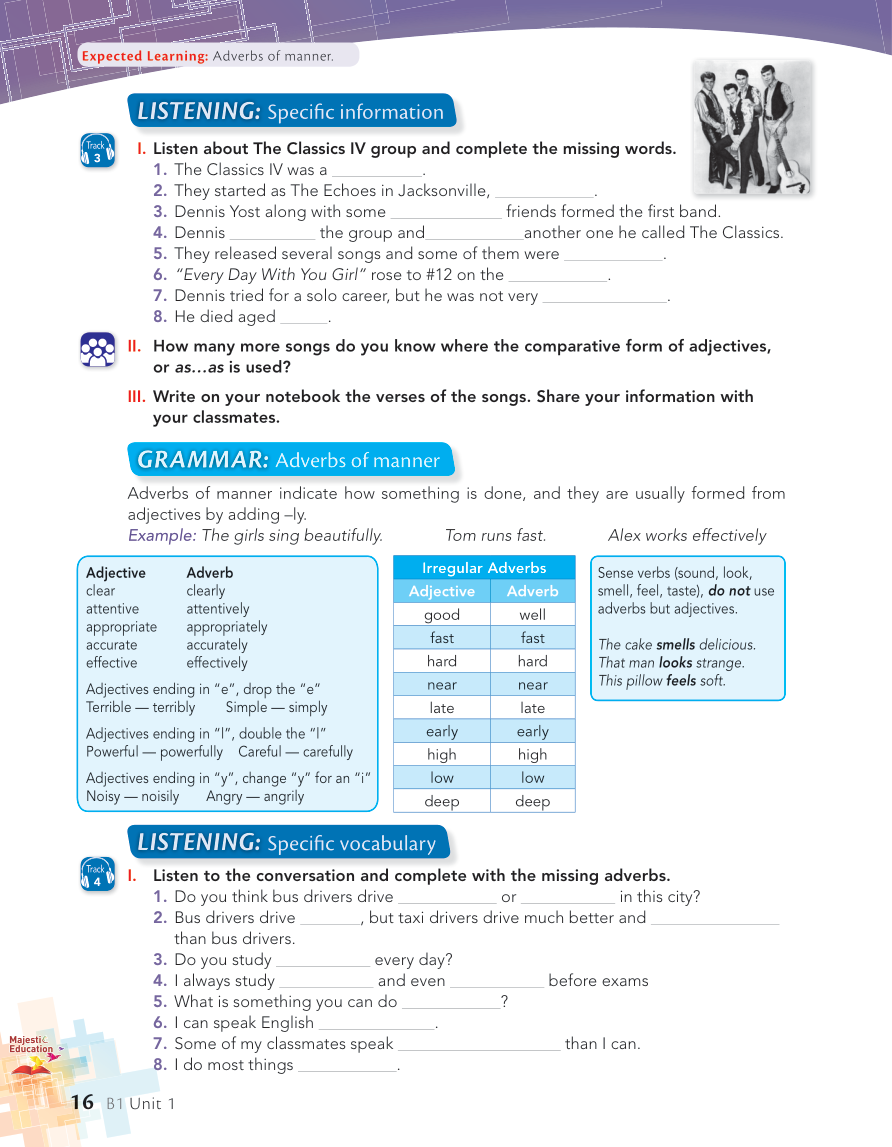 Expected Learning: Adverbs of manner.
LISTENING: Specific information
Track
3
I. Listen about The Classics IV group and complete the missing words.
1. The Classics IV was a ___________.
2. They started as The Echoes in Jacksonville, ____________.
3. Dennis Yost along with some _____________ friends formed the first band.
4. Dennis __________ the group and____________another one he called The Classics.
5. They released several songs and some of them were ____________.
6. “Every Day With You Girl” rose to #12 on the ____________.
7. Dennis tried for a solo career, but he was not very _______________.
8. He died aged ______.
II. How many more songs do you know where the comparative form of adjectives,
or as…as is used?
III. Write on your notebook the verses of the songs. Share your information with
your classmates.
GRAMMAR: Adverbs of manner
Adverbs of manner indicate how something is done, and they are usually formed from
adjectives by adding –ly.
Example: The girls sing beautifully. Tom runs fast. Alex works effectively
Adjective Adverb
clear clearly
attentive attentively
appropriate appropriately
accurate accurately
effective effectively
Adjectives ending in “e”, drop the “e”
Terrible — terribly Simple — simply
Adjectives ending in “l”, double the “l”
Powerful — powerfully Careful — carefully
Adjectives ending in “y”, change “y” for an “i”
Noisy — noisily Angry — angrily
Irregular Adverbs
Adjective Adverb
good well
fast fast
hard hard
near near
late late
early early
high high
low low
deep deep
Sense verbs (sound, look,
smell, feel, taste), do not use
adverbs but adjectives.
The cake smells delicious.
That man looks strange.
This pillow feels soft.
LISTENING: Specific vocabulary
Track
4
I. Listen to the conversation and complete with the missing adverbs.
1. Do you think bus drivers drive ____________ or ____________ in this city?
2. Bus drivers drive _______, but taxi drivers drive much better and ________________
than bus drivers.
3. Do you study ____________ every day?
4. I always study ____________ and even ____________ before exams
5. What is something you can do ____________?
6. I can speak English ______________.
7. Some of my classmates speak ____________________ than I can.
8. I do most things ____________.
Majestic
Education
16 B1 Unit 1